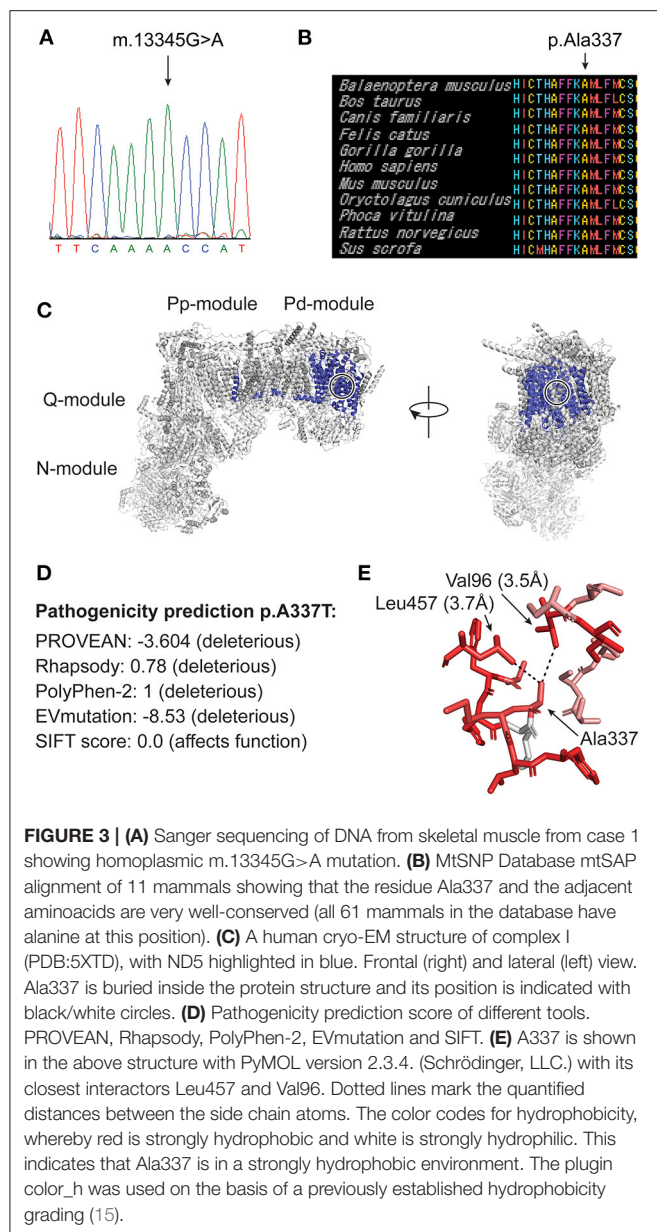 A
m.13345G>A
T T C A A A A C C A T
B
p.Ala337
Balaenoptera musculus HICTHAFFKAMLFMCS
Bos taurus HICTHAFFKAMLFLCS
Canis familiaris HICTHAFFKAMLFMCS
Felis catus HICTHAFFKAMLFMCS
Gorilla gorilla HICTHAFFKAMLFMCS
Homo sapiens HICTHAFFKAMLFMCS
Mus musculus HICTHAFFKAMLFMCS
Oryctolagus cuniculus HICTHAFFKAMLFLCS
Phoca vitulina HICTHAFFKAMLFMCS
Rattus norvegicus HICTHAFFKAMLFMCS
Sus scrofa HICMHAFFKAMLFMCS
C
Pp-module Pd-module
Q-module
N-module
D
Pathogenicity prediction p.A337T:
PROVEAN: -3.604 (deleterious)
Rhapsody: 0.78 (deleterious)
PolyPhen-2: 1 (deleterious)
EVmutation: -8.53 (deleterious)
SIFT score: 0.0 (affects function)
E
Val96 (3.5Å)
Leu457 (3.7Å)
Ala337
FIGURE 3 | (A) Sanger sequencing of DNA from skeletal muscle from case 1
showing homoplasmic m.13345G>A mutation. (B) MtSNP Database mtSAP
alignment of 11 mammals showing that the residue Ala337 and the adjacent
aminoacids are very well-conserved (all 61 mammals in the database have
alanine at this position). (C) A human cryo-EM structure of complex I
(PDB:5XTD), with ND5 highlighted in blue. Frontal (right) and lateral (left) view.
Ala337 is buried inside the protein structure and its position is indicated with
black/white circles. (D) Pathogenicity prediction score of different tools.
PROVEAN, Rhapsody, PolyPhen-2, EVmutation and SIFT. (E) A337 is shown
in the above structure with PyMOL version 2.3.4. (Schrödinger, LLC.) with its
closest interactors Leu457 and Val96. Dotted lines mark the quantified
distances between the side chain atoms. The color codes for hydrophobicity,
whereby red is strongly hydrophobic and white is strongly hydrophilic. This
indicates that Ala337 is in a strongly hydrophobic environment. The plugin
color_h was used on the basis of a previously established hydrophobicity
grading (15).